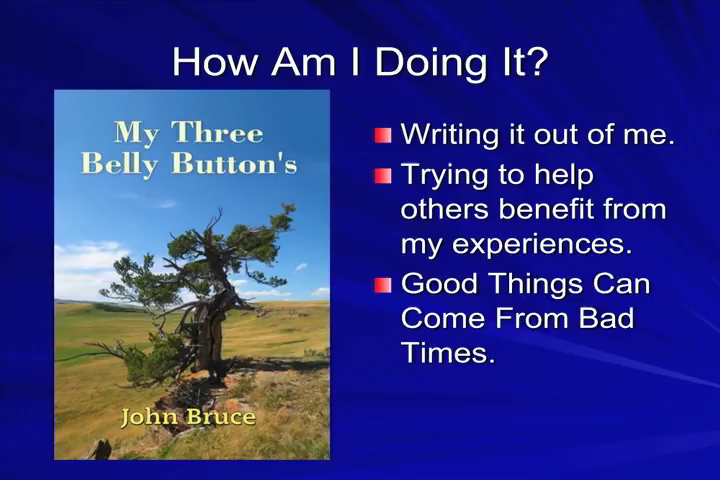 How Am I Doing It?
My Three
Belly Button's
John Bruce
Writing it out of me.
Trying to help
others benefit from
my experiences.
Good Things Can
Come From Bad
Times.